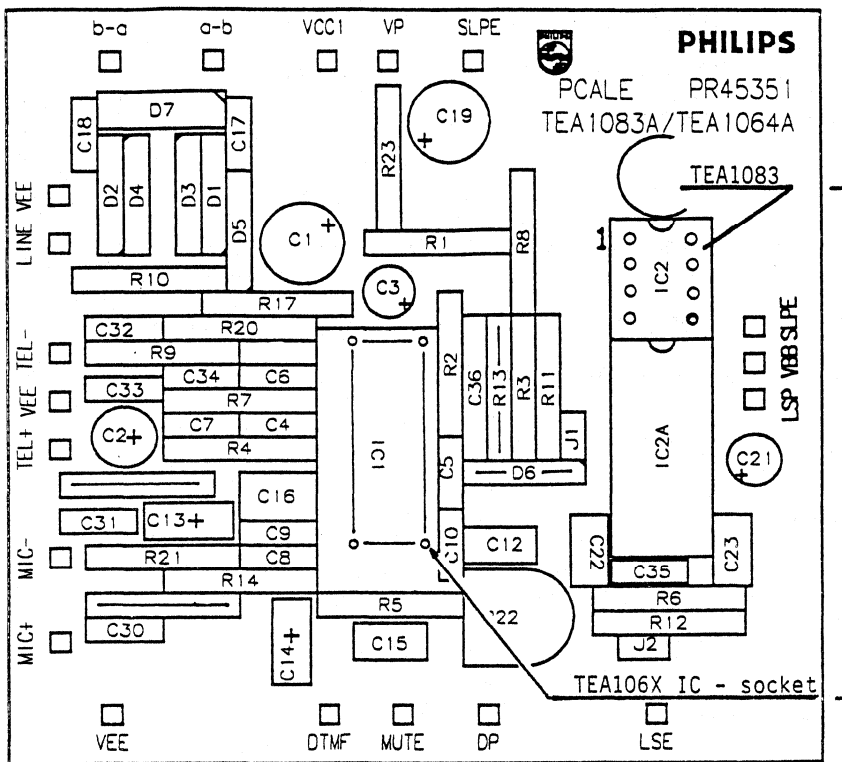 b-a a-b VCC1 VP SLPE
PHILIPS
PHILIPS
PCALE PR45351
TEA1083A/TEA1064A
TEA1083
D7
C18
C17
C19
R23
D2
D4
D3
D1
D5
LINE VEE
C1
R1
R8
1
IC2
R10
C3
R17
C32
R20
R2
C36
R13
R3
R11
SLPE
VBB
LSP
TEL-
R9
C34
C6
C33
R7
VEE
C7
C4
C2+
R4
TEL+
IC1
J1
IC2A
C21
C5
D6
C16
C31
C13+
C9
C10
C12
C22
C23
C35
MIC-
R21
C8
R14
R5
R6
R12
22
C30
C14+
C15
J2
MIC+
TEA106X IC - socket
VEE DTMF MUTE DP LSE